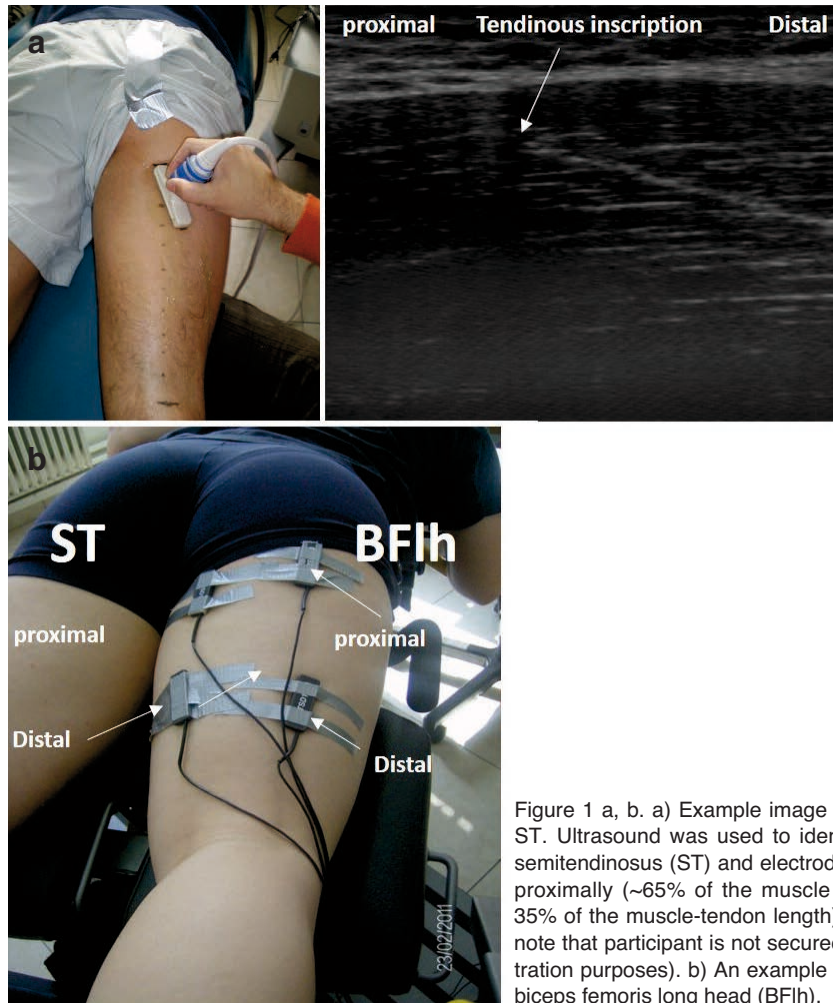 a
proximal Tendinous inscription Distal
b
ST BFlh
proximal proximal
Distal Distal
23/02/2011
Figure 1 a, b. a) Example image
ST. Ultrasound was used to iden
semitendinosus (ST) and electrod
proximally (~65% of the muscle
35% of the muscle-tendon length)
note that participant is not secured
tration purposes). b) An example
biceps femoris long head (BFlh).